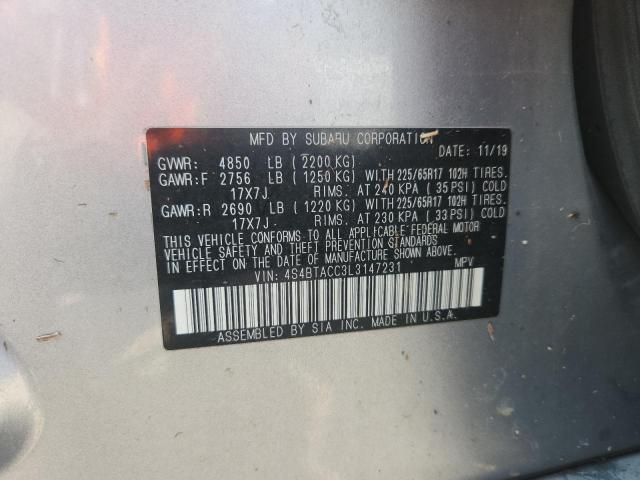 MFD BY SUBARU CORPORATION
DATE: 11/19
GVWR: 4850 LB (2200 KG)
GAWR:F 2756 LB (1250 KG) WITH 225/65R17 102H TIRES.
17X7J RIMS. AT 240 KPA (35 PSI) COLD
GAWR:R 2690 LB (1220 KG) WITH 225/65R17 102H TIRES.
17X7J RIMS. AT 230 KPA (33 PSI) COLD
THIS VEHICLE CONFORMS TO ALL APPLICABLE FEDERAL MOTOR
VEHICLE SAFETY AND THEFT PREVENTION STANDARDS
IN EFFECT ON THE DATE OF MANUFACTURE SHOWN ABOVE.
VIN: 4S4BTACC3L3147231 MPV
ASSEMBLED BY SIA INC. MADE IN U.S.A.